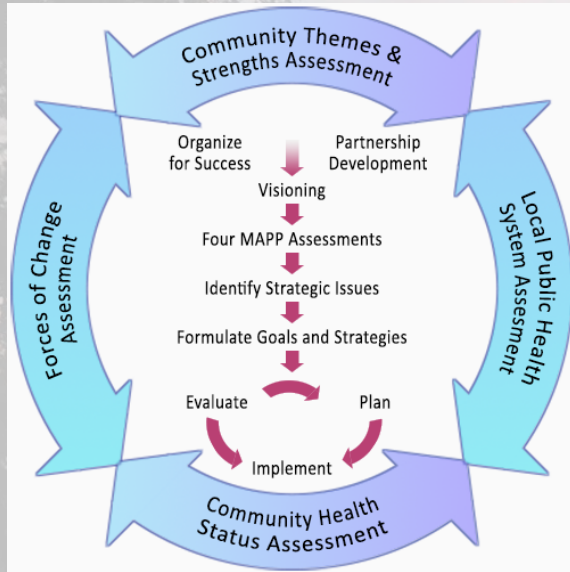 Community Themes &
Strengths Assessment
Organize
for Success
Partnership
Development
Visioning
Four MAPP Assessments
Identify Strategic Issues
Formulate Goals and Strategies
Evaluate
Plan
Implement
Forces of Change
Assessment
Local Public Health
System Assesment
Community Health
Status Assessment